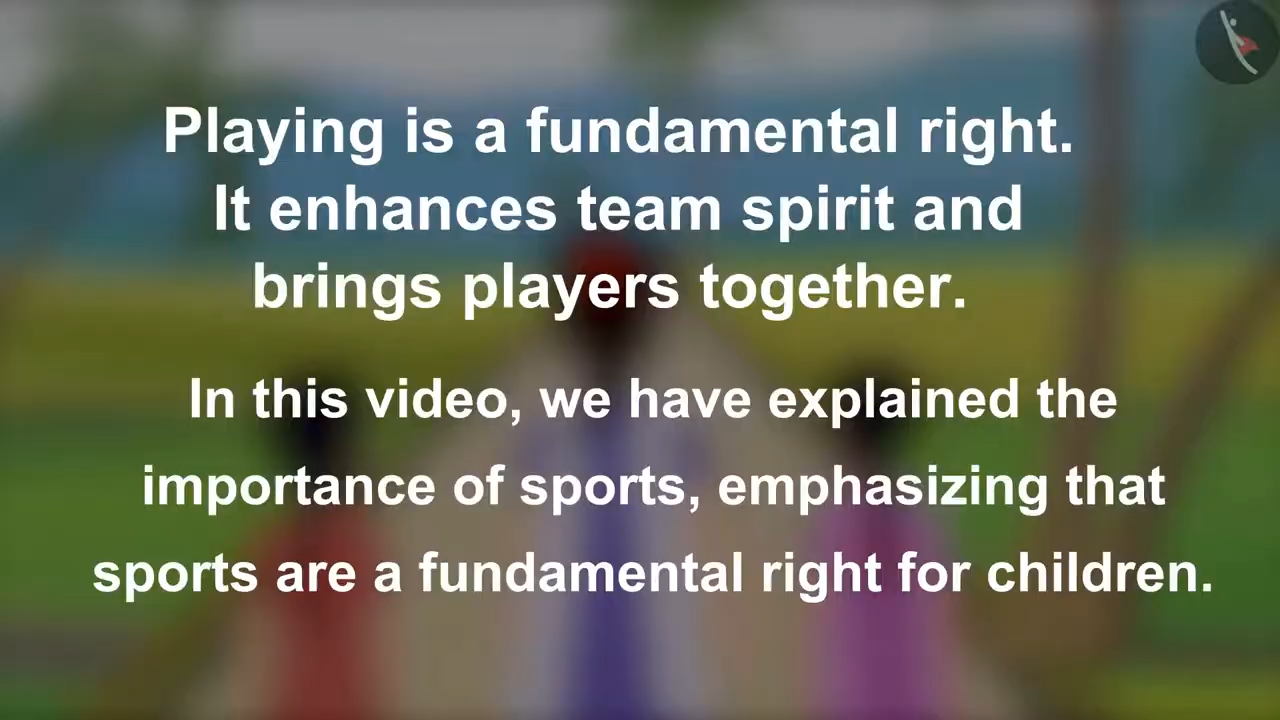 Playing is a fundamental right.
It enhances team spirit and
brings players together.
In this video, we have explained the
importance of sports, emphasizing that
sports are a fundamental right for children.